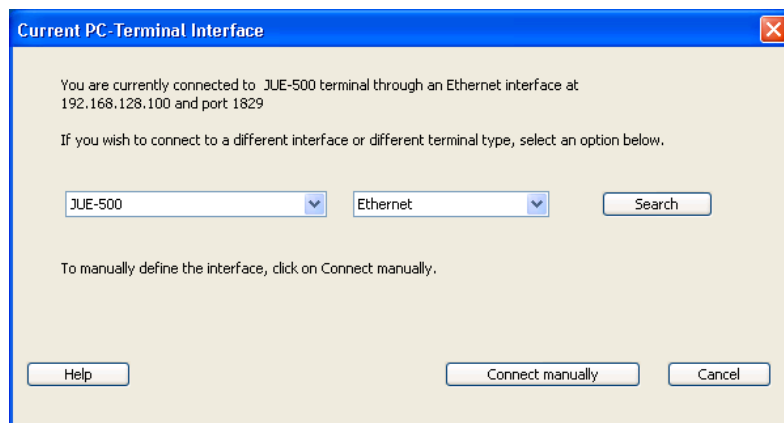 Current PC-Terminal Interface
You are currently connected to JUE-500 terminal through an Ethernet interface at
192.168.128.100 and port 1829
If you wish to connect to a different interface or different terminal type, select an option below.
JUE-500 Ethernet Search
To manually define the interface, click on Connect manually.
Help Connect manually Cancel